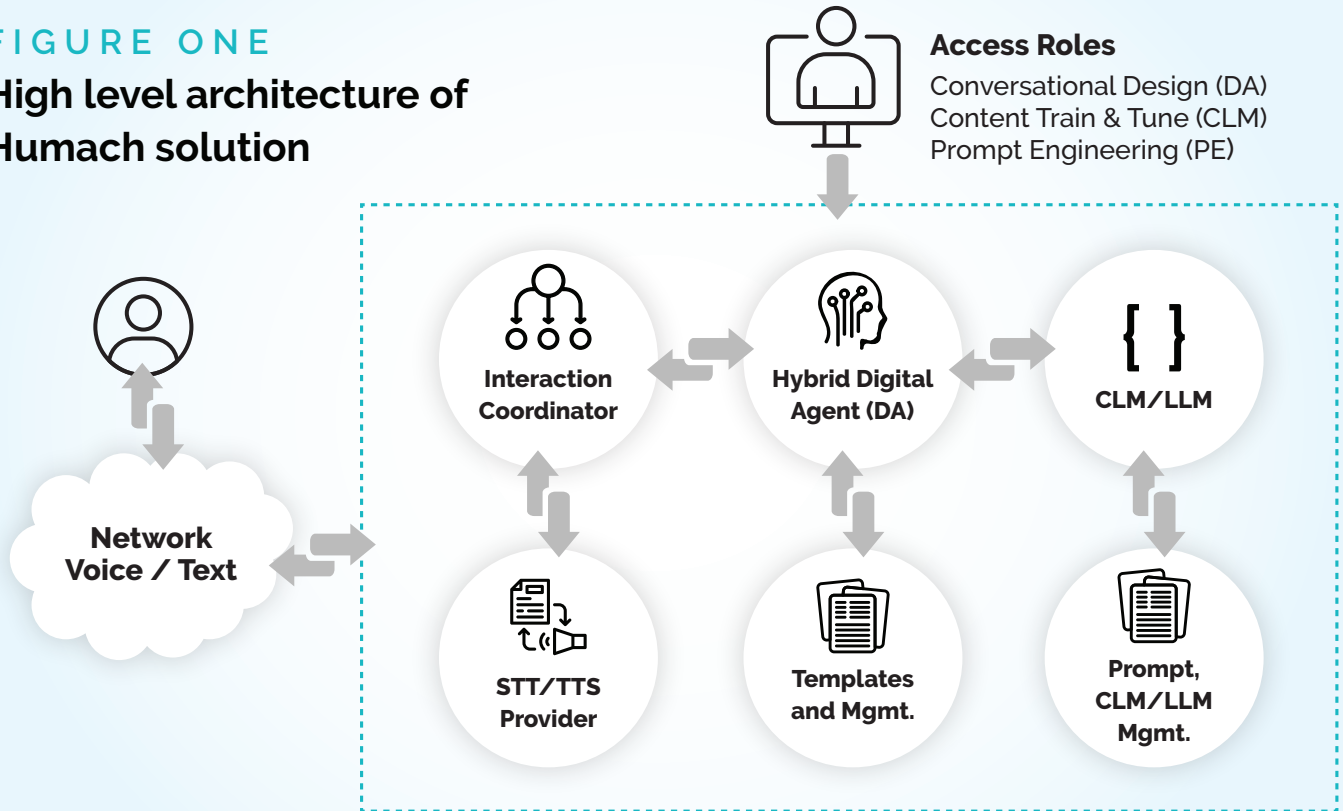 FIGURE ONE
High level architecture of
Humach solution
Access Roles
Conversational Design (DA)
Content Train & Tune (CLM)
Prompt Engineering (PE)
Interaction
Coordinator
Hybrid Digital
Agent (DA)
{ }
CLM/LLM
Network
Voice / Text
STT/TTS
Provider
Templates
and Mgmt.
Prompt,
CLM/LLM
Mgmt.